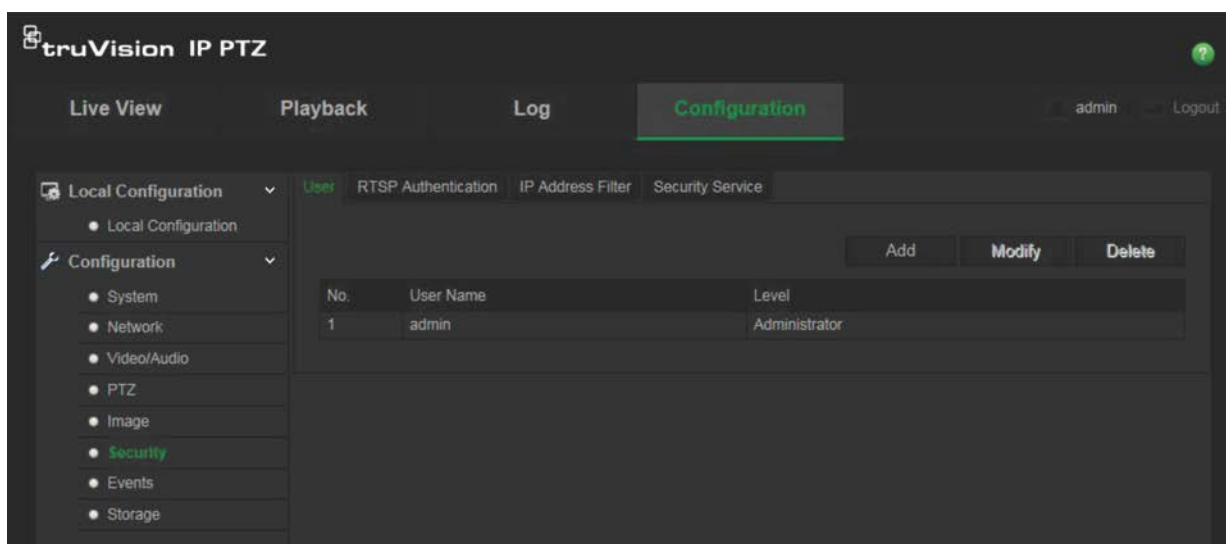 truVision IP PTZ
?
Live View Playback Log Configuration admin Logout
Local Configuration
User RTSP Authentication IP Address Filter Security Service
Local Configuration
Configuration
Add Modify Delete
System
No. User Name Level
Network
1 admin Administrator
Video/Audio
PTZ
Image
Security
Events
Storage